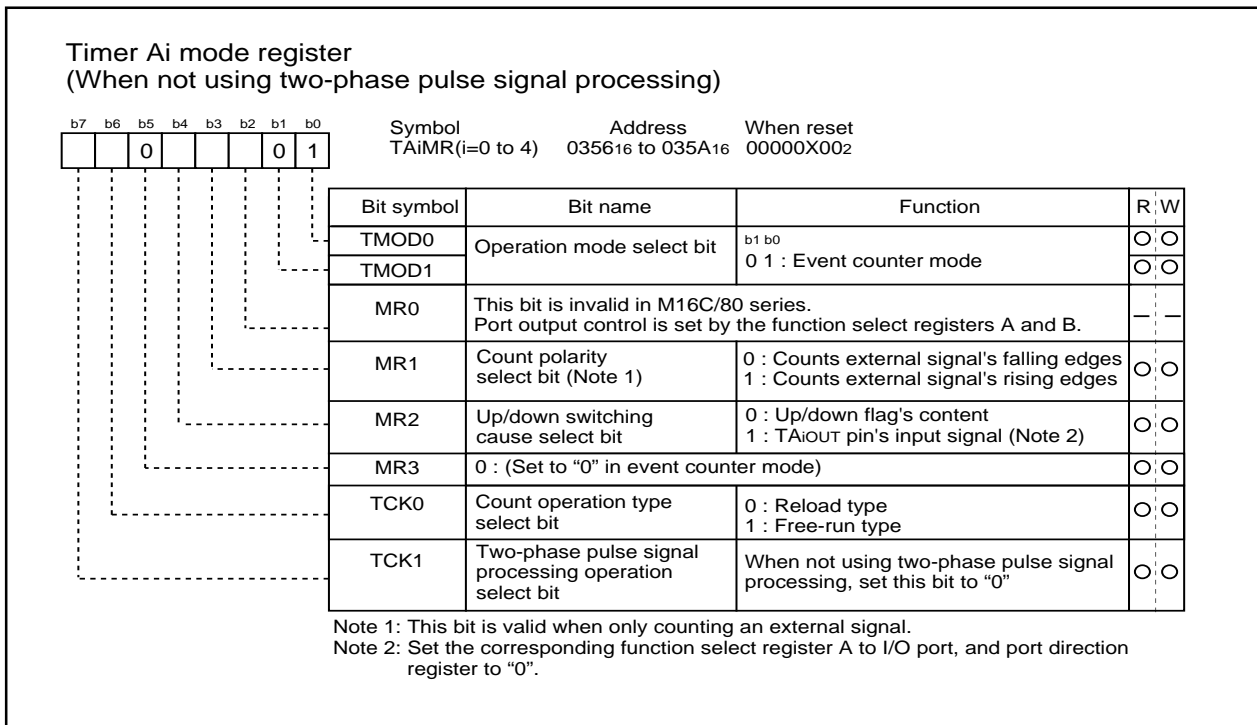 Timer Ai mode register
(When not using two-phase pulse signal processing)
b7 b6 b5 b4 b3 b2 b1 b0
0 0 1
Symbol Address When reset
TAiMR(i=0 to 4) 035616 to 035A16 00000X002
Bit symbol Bit name Function R W
TMOD0
TMOD1
Operation mode select bit
b1 b0
0 1 : Event counter mode
MR0
This bit is invalid in M16C/80 series.
Port output control is set by the function select registers A and B.
– –
MR1
Count polarity
select bit (Note 1)
0 : Counts external signal's falling edges
1 : Counts external signal's rising edges
MR2
Up/down switching
cause select bit
0 : Up/down flag's content
1 : TAiOUT pin's input signal (Note 2)
MR3
0 : (Set to “0” in event counter mode)
TCK0
Count operation type
select bit
0 : Reload type
1 : Free-run type
TCK1
Two-phase pulse signal
processing operation
select bit
When not using two-phase pulse signal
processing, set this bit to “0”
Note 1: This bit is valid when only counting an external signal.
Note 2: Set the corresponding function select register A to I/O port, and port direction
register to “0”.